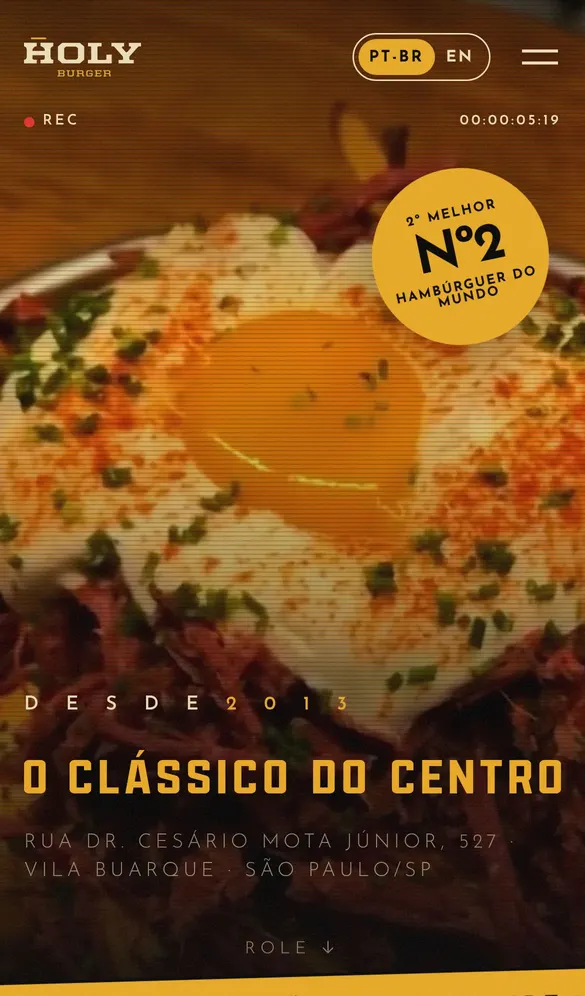 HOLY
BURGER
PT-BR EN
REC
00:00:05:19
2º MELHOR
Nº2
HAMBÚRGUER DO
MUNDO
DESDE 2013
O CLÁSSICO DO CENTRO
RUA DR. CESÁRIO MOTA JÚNIOR, 527 ·
VILA BUARQUE · SÃO PAULO/SP
ROLE ↓